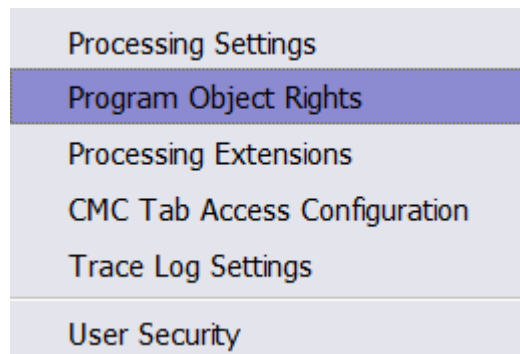 Processing Settings
Program Object Rights
Processing Extensions
CMC Tab Access Configuration
Trace Log Settings
User Security